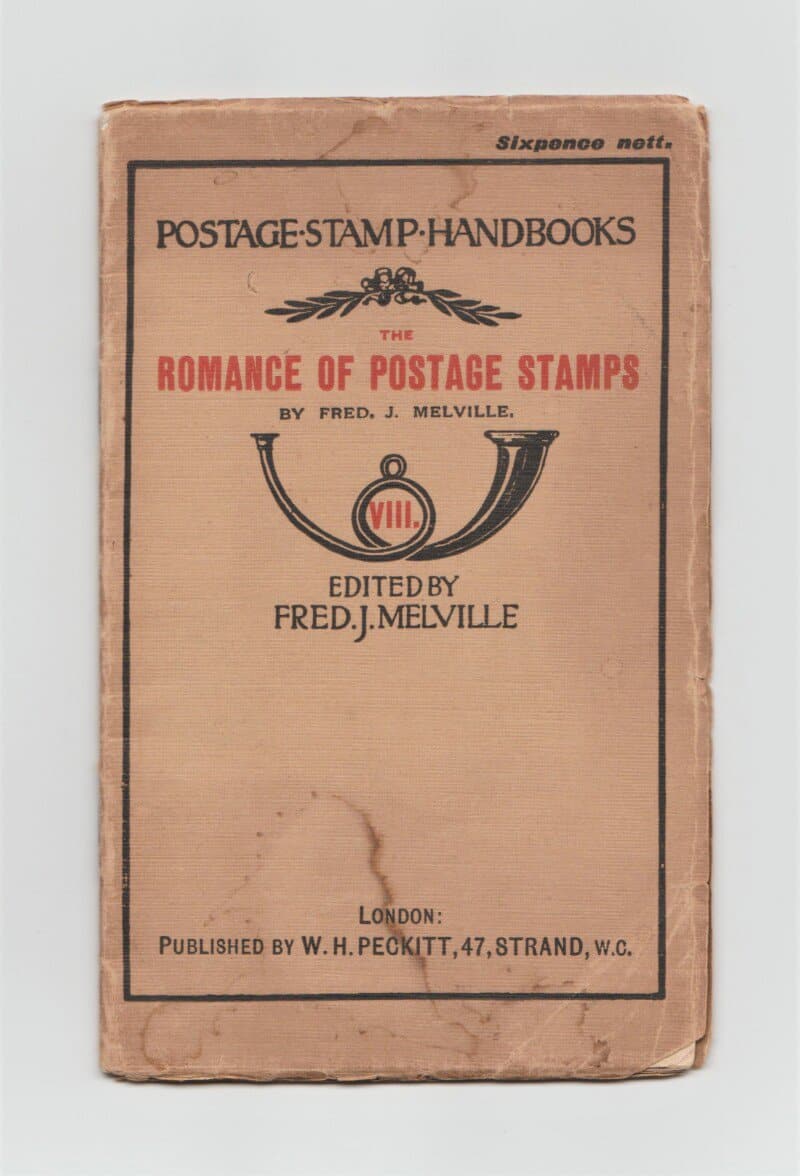 Sixpence nett.
POSTAGE·STAMP·HANDBOOKS
THE
ROMANCE OF POSTAGE STAMPS
BY FRED. J. MELVILLE.
VIII.
EDITED BY
FRED. J. MELVILLE
LONDON:
PUBLISHED BY W. H. PECKITT, 47, STRAND, W.C.